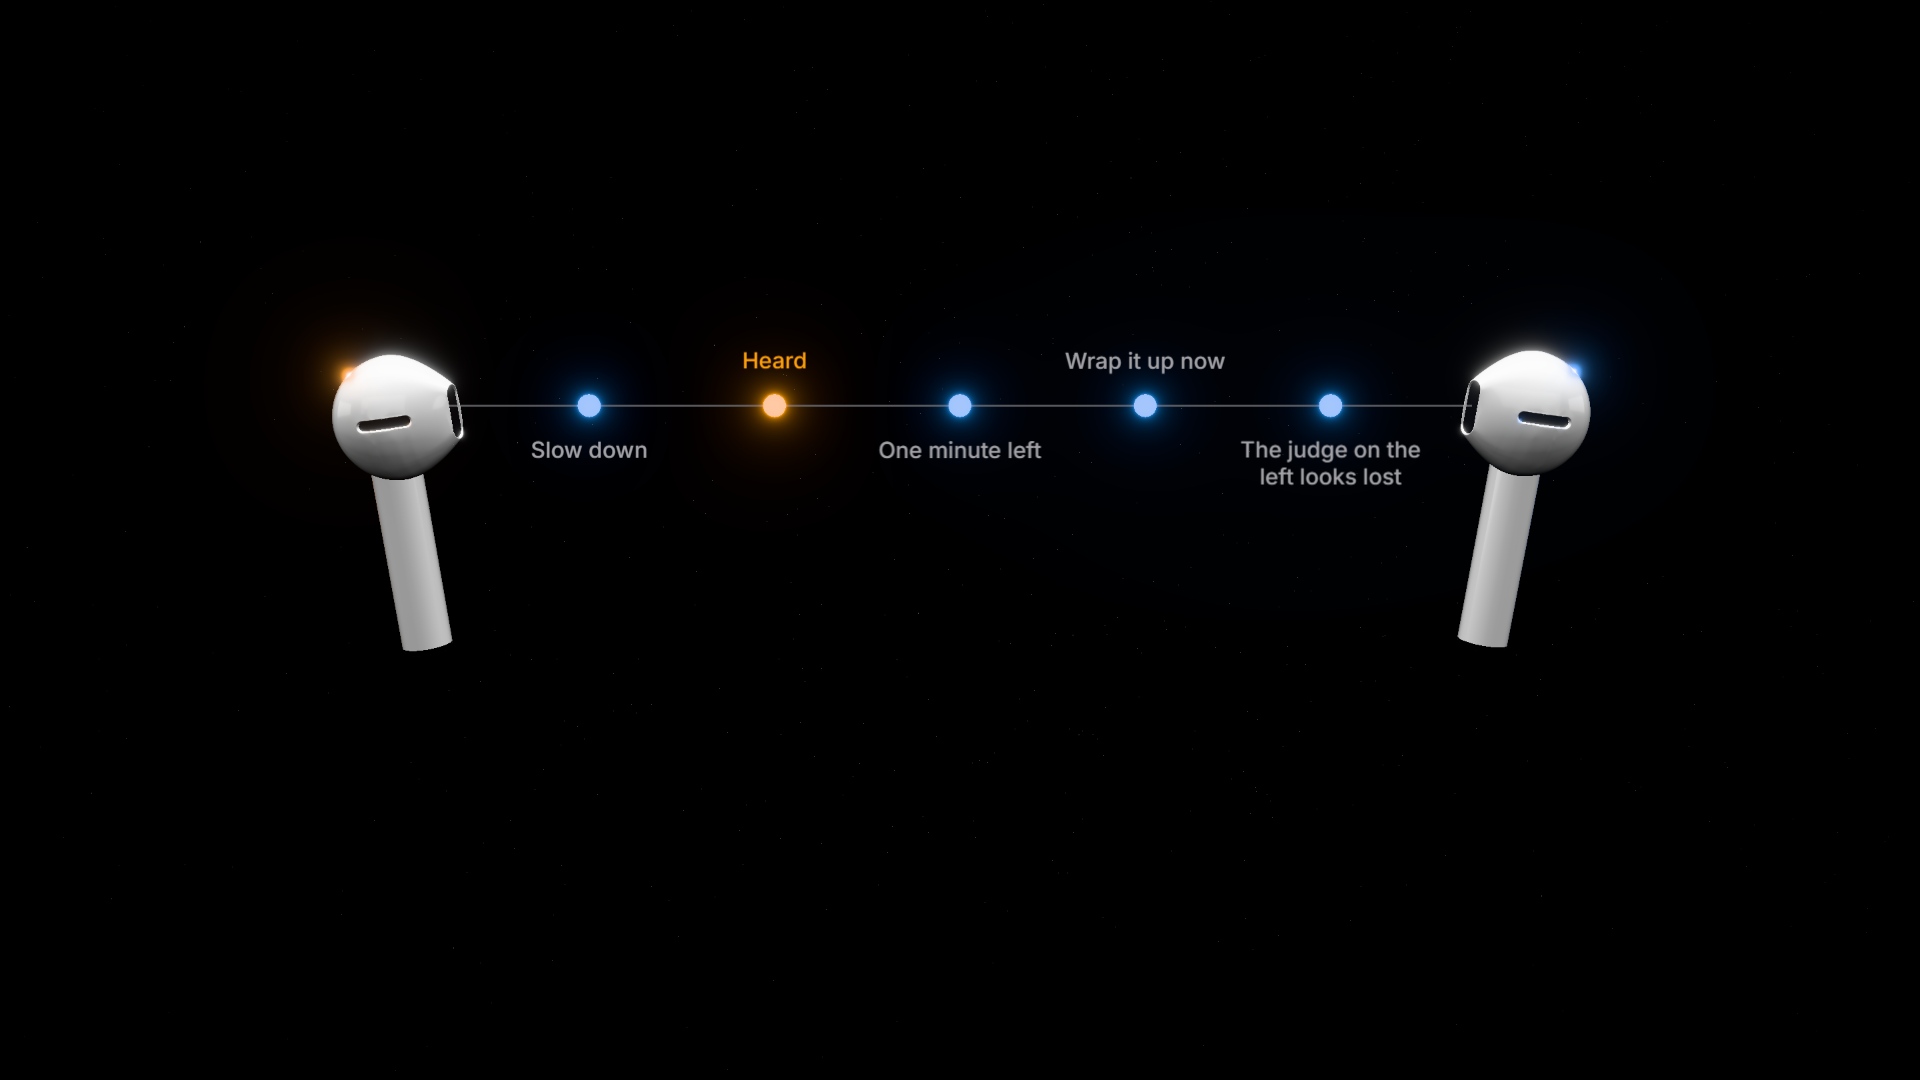 Slow down
Heard
One minute left
Wrap it up now
The judge on the
left looks lost